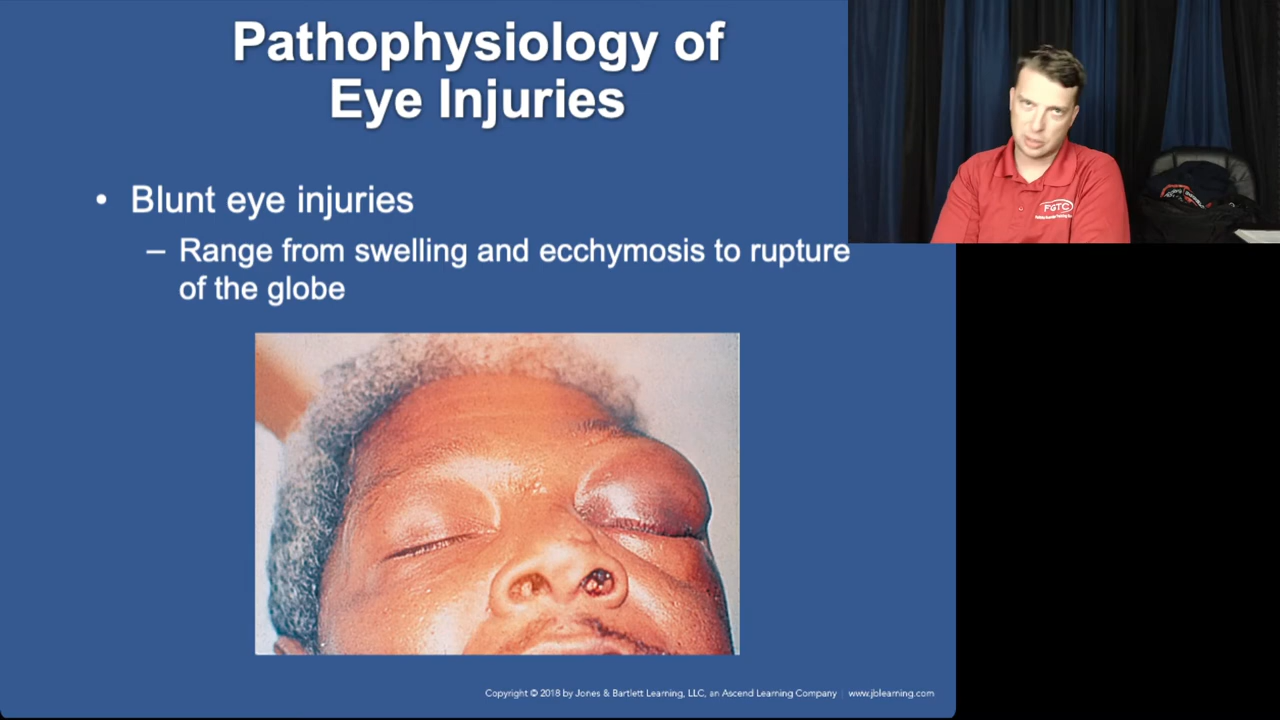 Pathophysiology of
Eye Injuries
• Blunt eye injuries
– Range from swelling and ecchymosis to rupture
of the globe
FGTC
Copyright © 2018 by Jones & Bartlett Learning, LLC, an Ascend Learning Company | www.jblearning.com